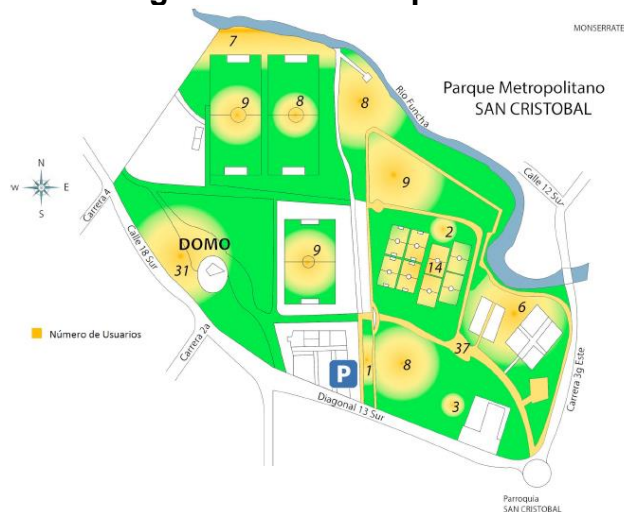 MONSERRATE
Parque Metropolitano
SAN CRISTOBAL
Rio Funcha
Calle 12 Sur
7
9
8
8
9
N
W E
S
Carrera 4
Calle 18 Sur
2
14
DOMO
31
9
6
Número de Usuarios
Carrera 2a
P
1
8
37
3
Diagonal 13 Sur
Carrera 3g Este
Parroquia
SAN CRISTOBAL